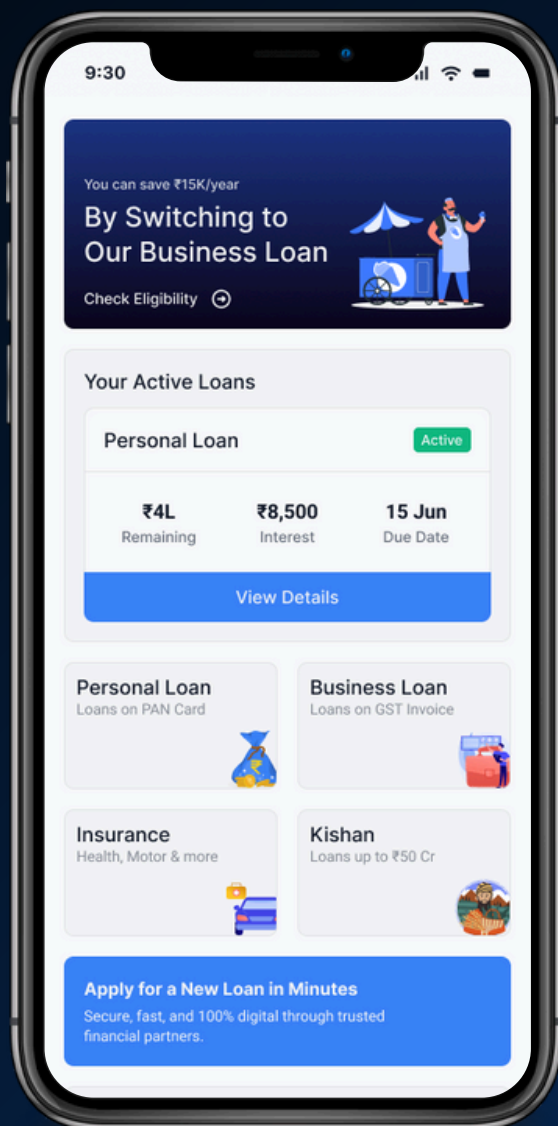 9:30
You can save ₹15K/year
By Switching to
Our Business Loan
Check Eligibility
Your Active Loans
Personal Loan
Active
₹4L
Remaining
₹8,500
Interest
15 Jun
Due Date
View Details
Personal Loan
Loans on PAN Card
Business Loan
Loans on GST Invoice
Insurance
Health, Motor & more
Kishan
Loans up to ₹50 Cr
Apply for a New Loan in Minutes
Secure, fast, and 100% digital through trusted
financial partners.